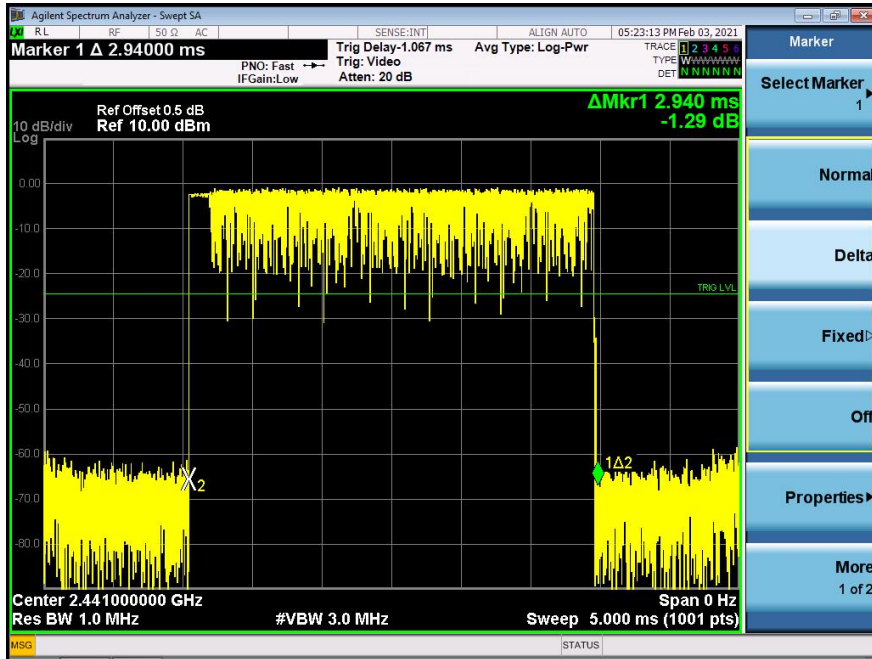 Agilent Spectrum Analyzer - Swept SA
LXI RL RF 50 Ω AC SENSE:INT ALIGN AUTO 05:23:13 PM Feb 03, 2021
Marker 1 Δ 2.94000 ms
PNO: Fast
IFGain:Low
Trig Delay-1.067 ms
Trig: Video
Atten: 20 dB
Avg Type: Log-Pwr
TRACE 1 2 3 4 5 6
TYPE WWWWWW
DET N N N N N N
Ref Offset 0.5 dB
10 dB/div Ref 10.00 dBm
Log
ΔMkr1 2.940 ms
-1.29 dB
0.00
-10.0
-20.0
TRIG LVL
-30.0
-40.0
-50.0
-60.0
1Δ2
2
-70.0
-80.0
Center 2.441000000 GHz Span 0 Hz
Res BW 1.0 MHz #VBW 3.0 MHz Sweep 5.000 ms (1001 pts)
MSG STATUS
Marker
Select Marker
1
Normal
Delta
Fixed
Off
Properties
More
1 of 2